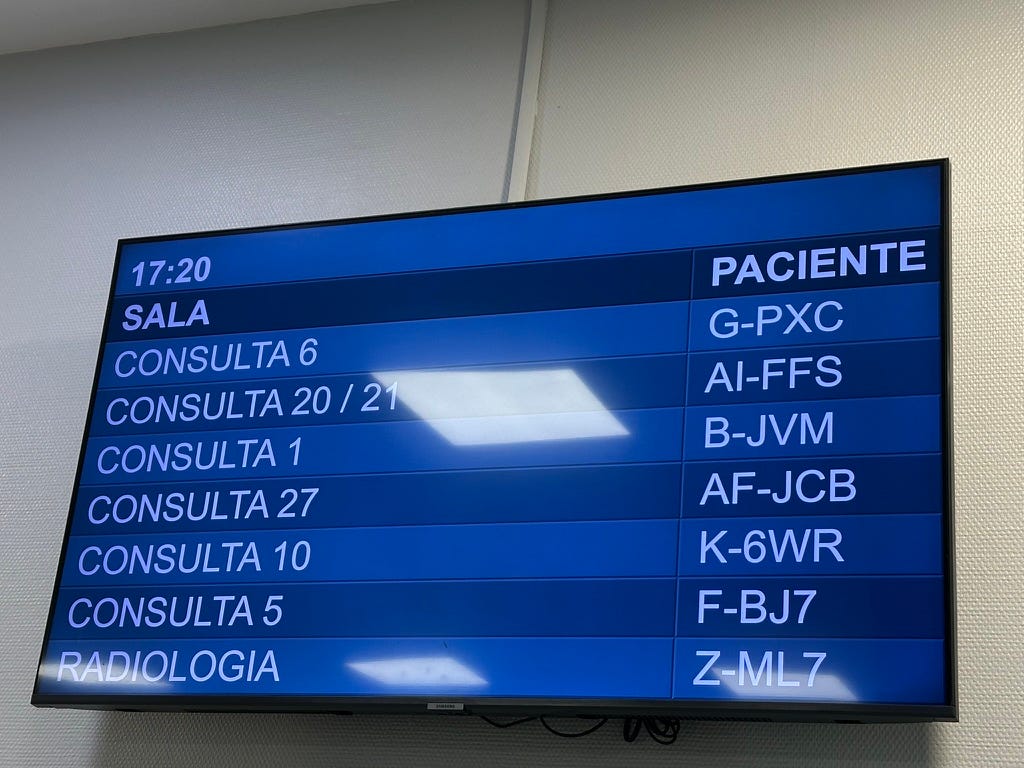 17:20
SALA PACIENTE
CONSULTA 6 G-PXC
CONSULTA 20 / 21 AI-FFS
CONSULTA 1 B-JVM
CONSULTA 27 AF-JCB
CONSULTA 10 K-6WR
CONSULTA 5 F-BJ7
RADIOLOGIA Z-ML7
SAMSUNG